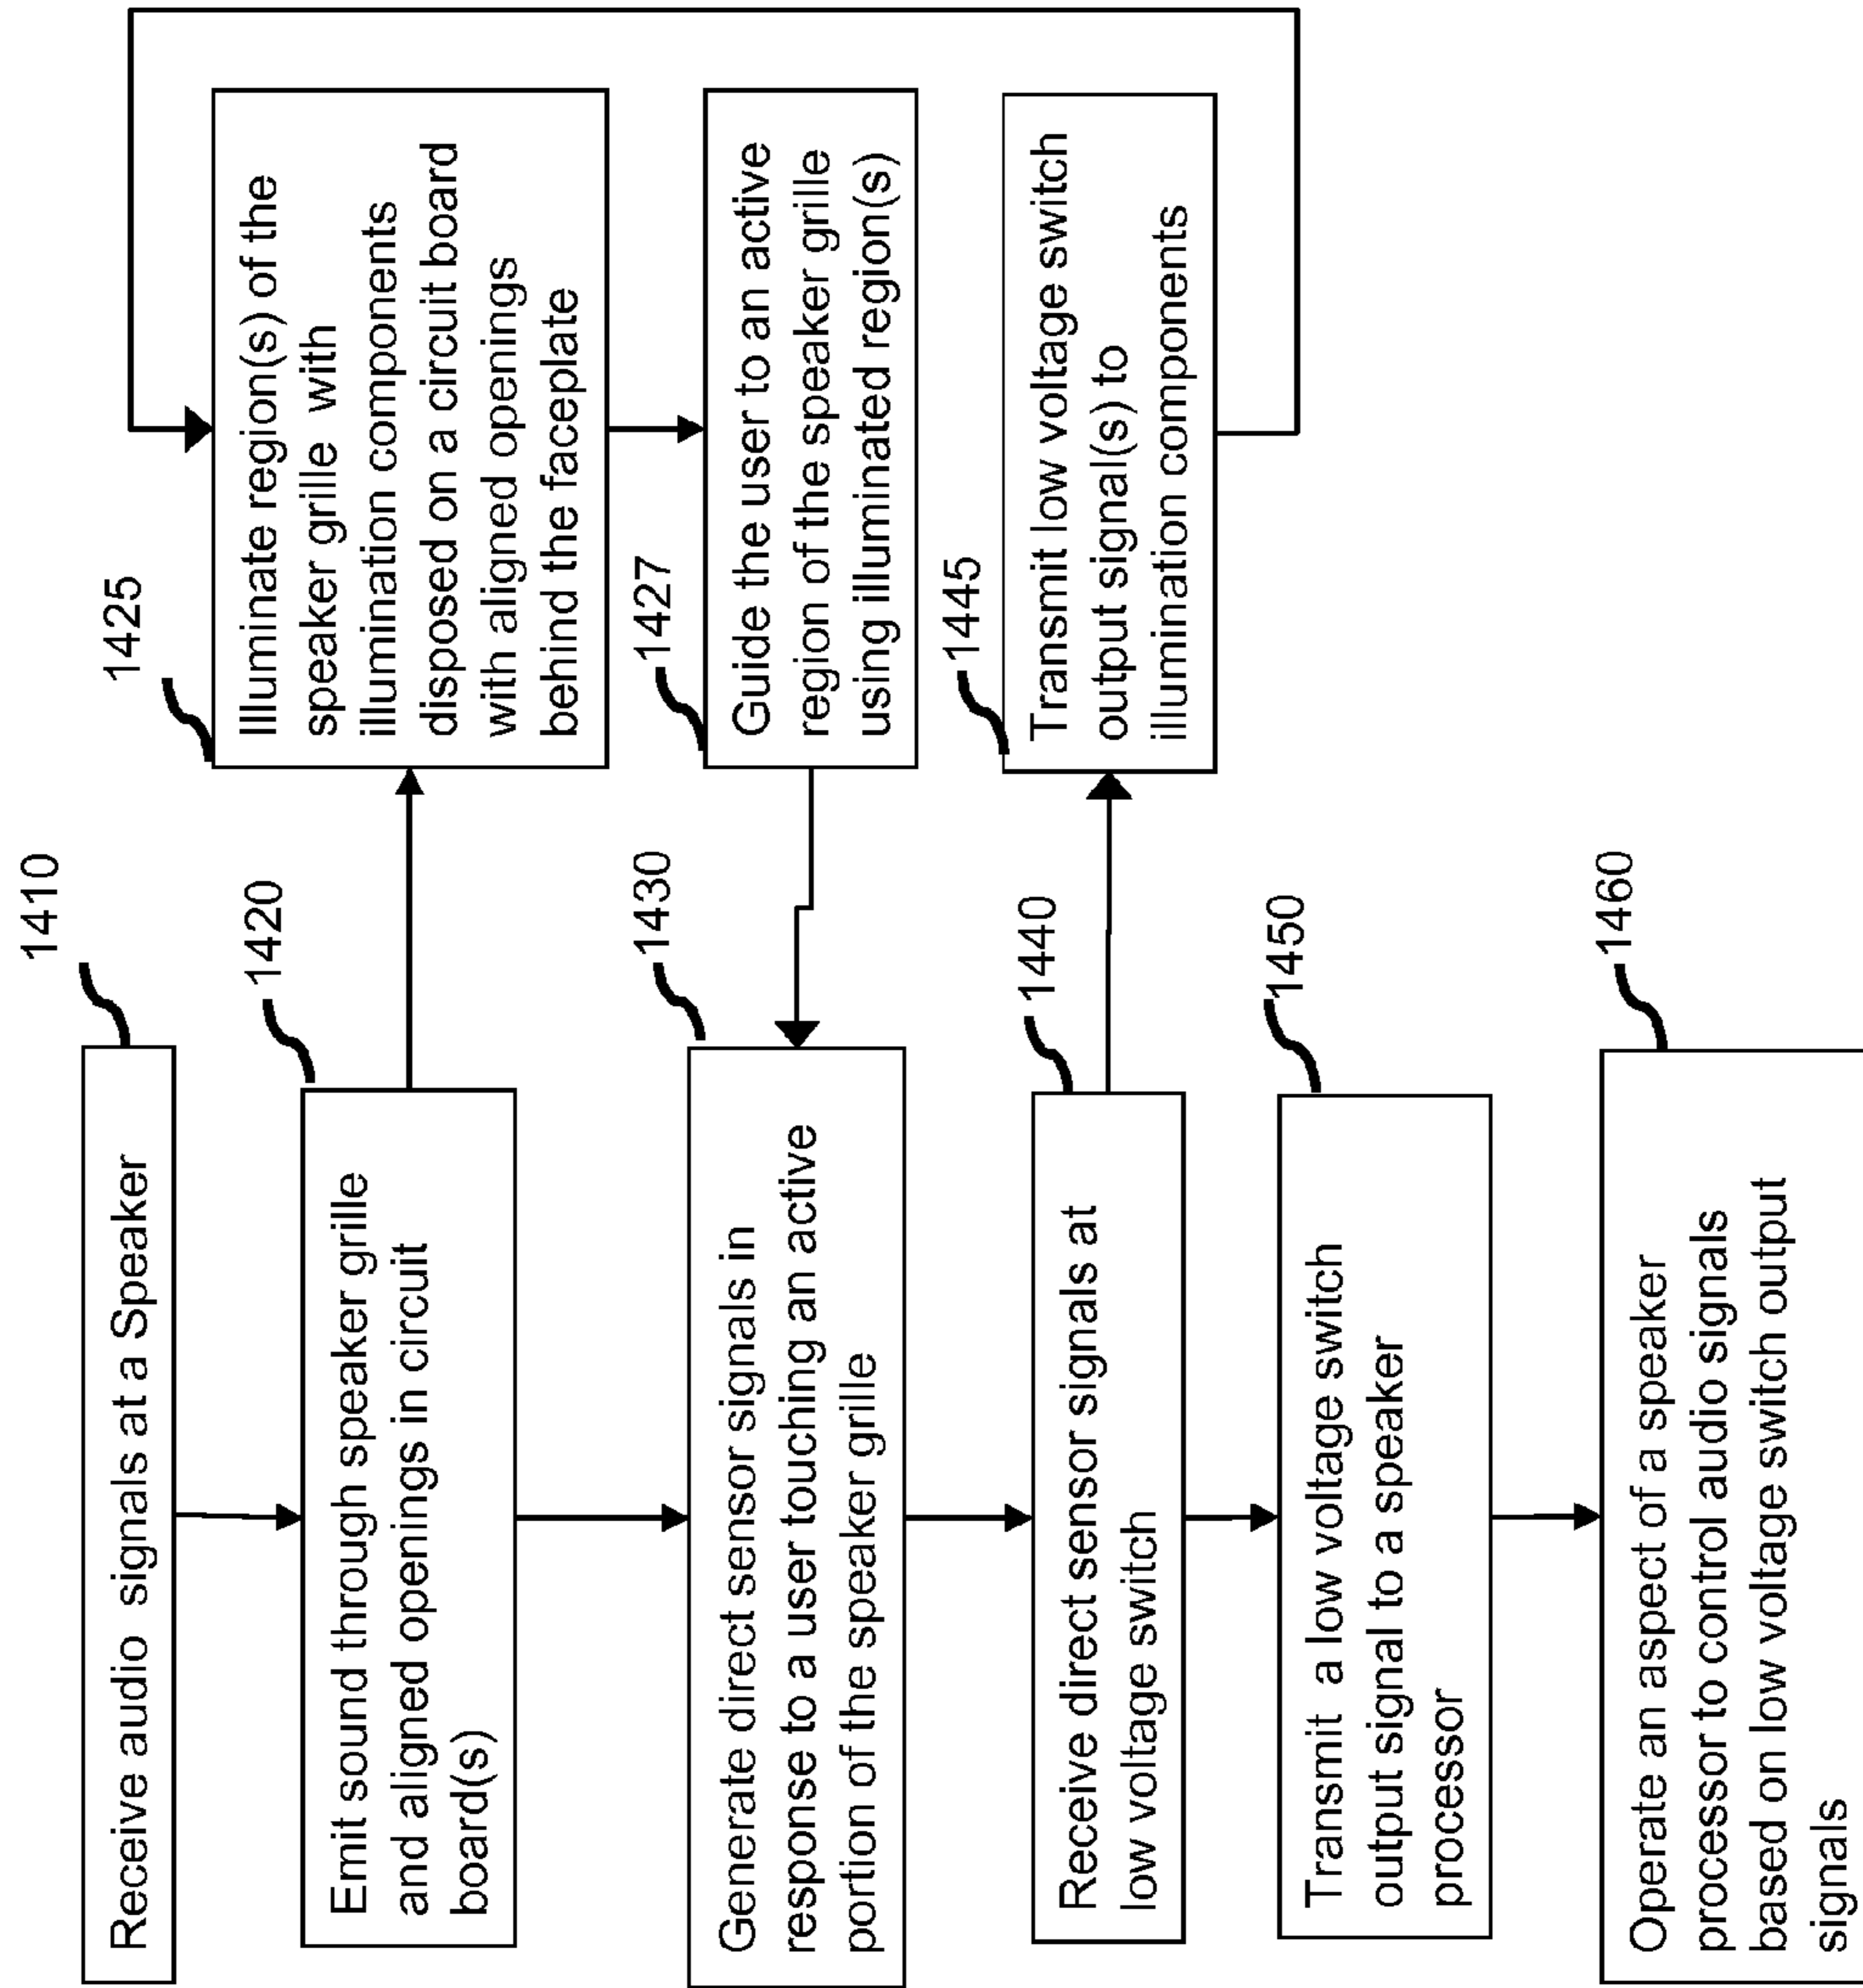 1410
Receive audio signals at a Speaker
1420
Emit sound through speaker grille
and aligned openings in circuit
board(s)
1425
Illuminate region(s) of the
speaker grille with
illumination components
disposed on a circuit board
with aligned openings
behind the faceplate
1427
Guide the user to an active
region of the speaker grille
using illuminated region(s)
1430
Generate direct sensor signals in
response to a user touching an active
portion of the speaker grille
1440
Receive direct sensor signals at
low voltage switch
1445
Transmit low voltage switch
output signal(s) to
illumination components
1450
Transmit a low voltage switch
output signal to a speaker
processor
1460
Operate an aspect of a speaker
processor to control audio signals
based on low voltage switch output
signals